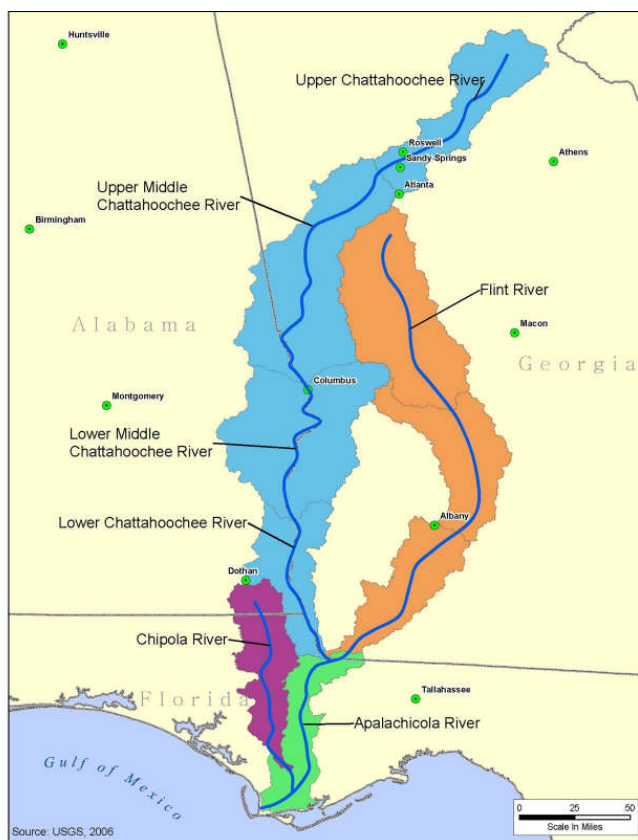 Huntsville
Upper Chattahoochee River
Roswell
Sandy Springs
Athens
Atlanta
Upper Middle
Chattahoochee River
Birmingham
Flint River
Alabama
Macon
Georgia
Columbus
Montgomery
Lower Middle
Chattahoochee River
Lower Chattahoochee River
Albany
Dothan
Chipola River
Florida
Tallahassee
Apalachicola River
Gulf of Mexico
0 25 50
Scale In Miles
Source: USGS, 2006